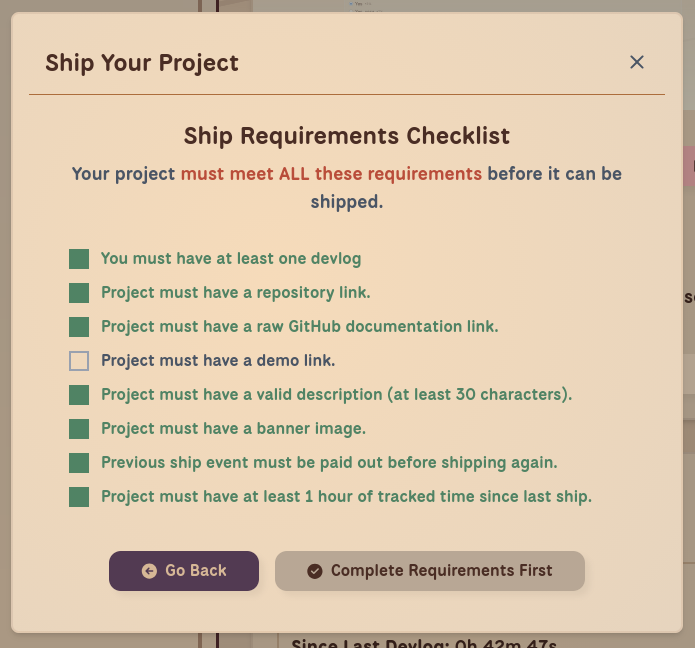 Ship Your Project
Ship Requirements Checklist
Your project must meet ALL these requirements before it can be
shipped.
You must have at least one devlog
Project must have a repository link.
Project must have a raw GitHub documentation link.
Project must have a demo link.
Project must have a valid description (at least 30 characters).
Project must have a banner image.
Previous ship event must be paid out before shipping again.
Project must have at least 1 hour of tracked time since last ship.
Go Back
Complete Requirements First
Since Last Devlog: 0h 42m 47s